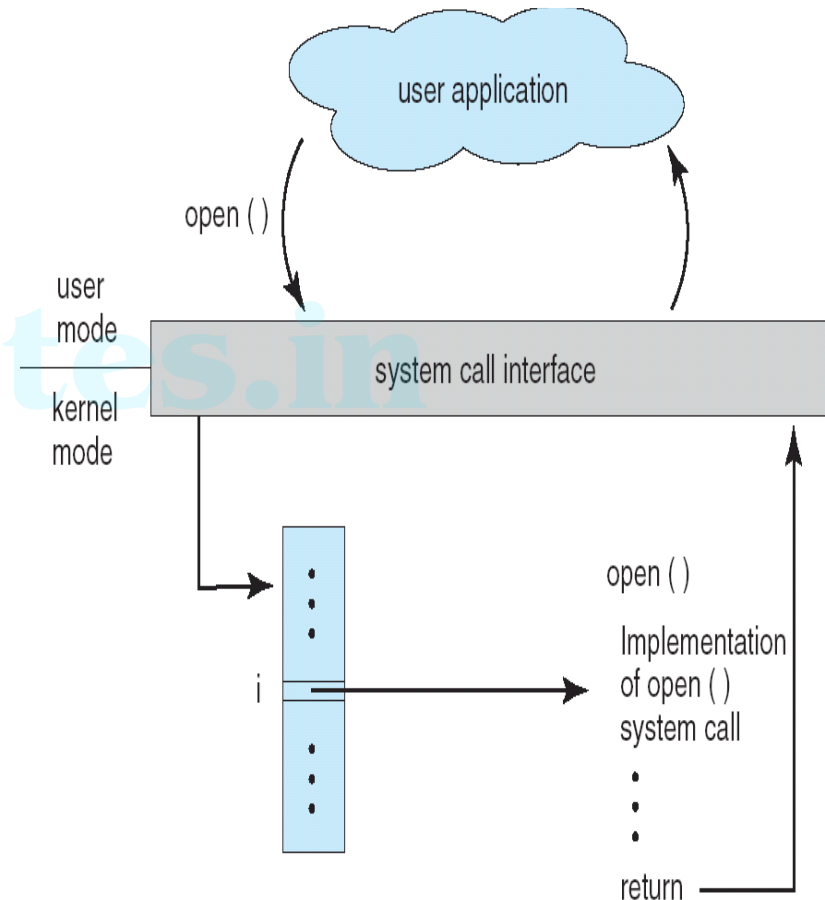 user application
open ( )
user
mode
tes.in
system call interface
kernel
mode
open ( )
i
Implementation
of open ( )
system call
return